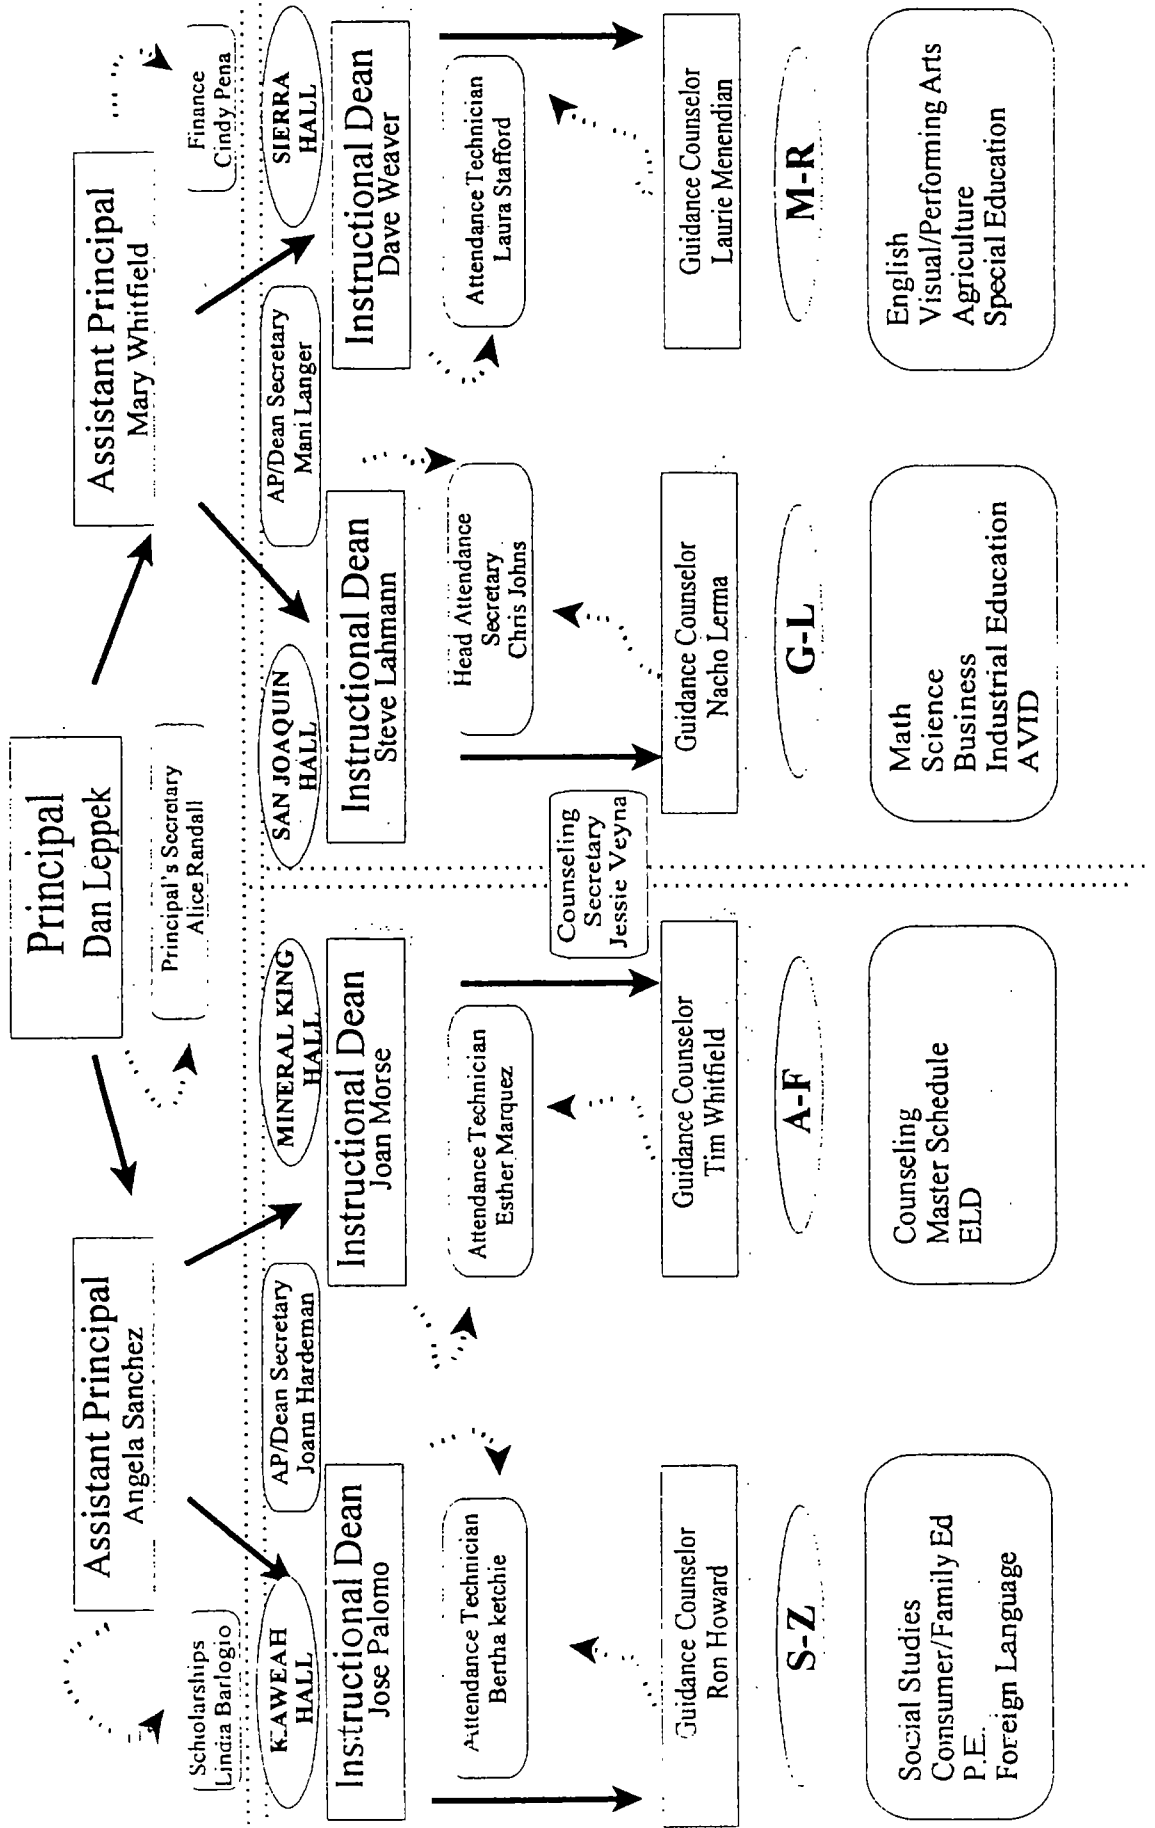 Principal
Dan Leppek
Principal's Secretary
Alice Randall
Assistant Principal
Angela Sanchez
Assistant Principal
Mary Whitfield
Scholarships
Lindia Barlogio
Finance
Cindy Pena
KAWEAH
HALL
AP/Dean Secretary
Joann Hardeman
MINERAL KING
HALL
SAN JOAQUIN
HALL
AP/Dean Secretary
Mani Langer
SIERRA
HALL
Instructional Dean
Jose Palomo
Instructional Dean
Joan Morse
Instructional Dean
Steve Lahmann
Instructional Dean
Dave Weaver
Attendance Technician
Bertha ketchie
Attendance Technician
Esther Marquez
Head Attendance
Secretary
Chris Johns
Attendance Technician
Laura Stafford
Counseling
Secretary
Jessie Veyna
Guidance Counselor
Ron Howard
Guidance Counselor
Tim Whitfield
Guidance Counselor
Nacho Lerma
Guidance Counselor
Laurie Menendian
S-Z
A-F
G-L
M-R
Social Studies
Comsumer/Family Ed
P.E.
Foreign Language
Counseling
Master Schedule
ELD
Math
Science
Business
Industrial Education
AVID
English
Visual/Performing Arts
Agriculture
Special Education